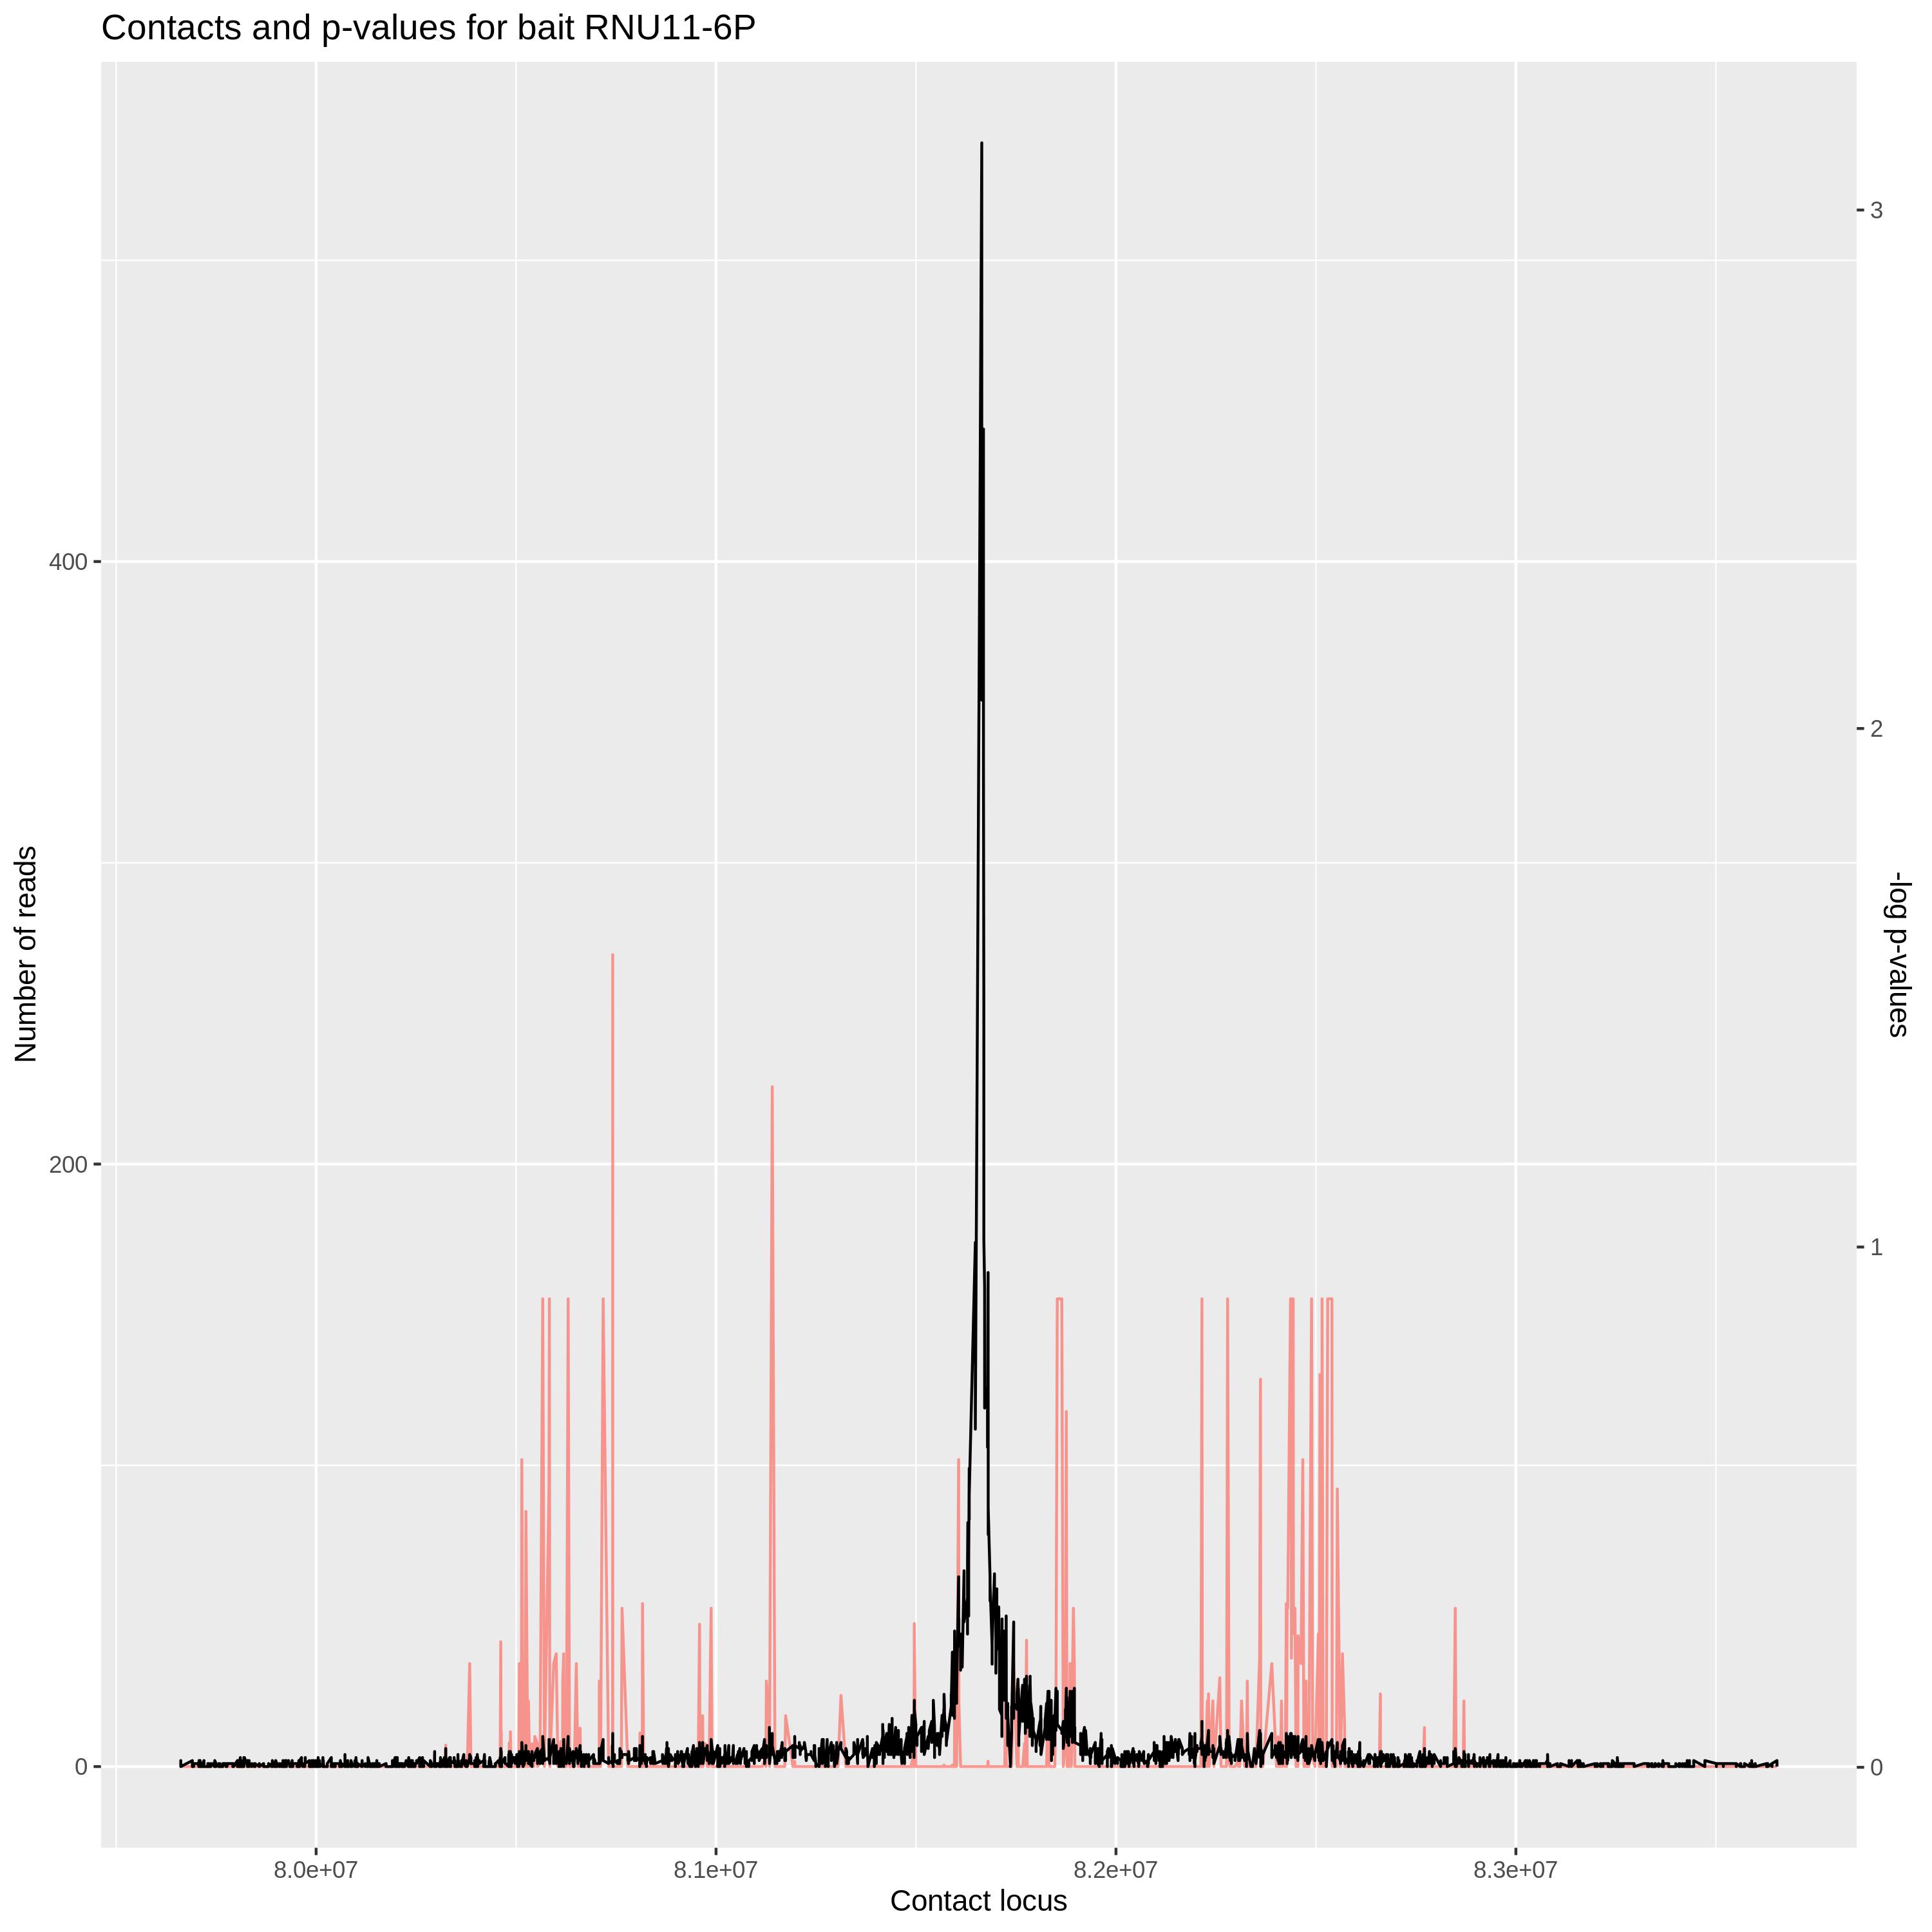 Contacts and p-values for bait RNU11-6P
Number of reads
400
200
0
3
2
1
0
-log p-values
8.0e+07
8.1e+07
8.2e+07
8.3e+07
Contact locus